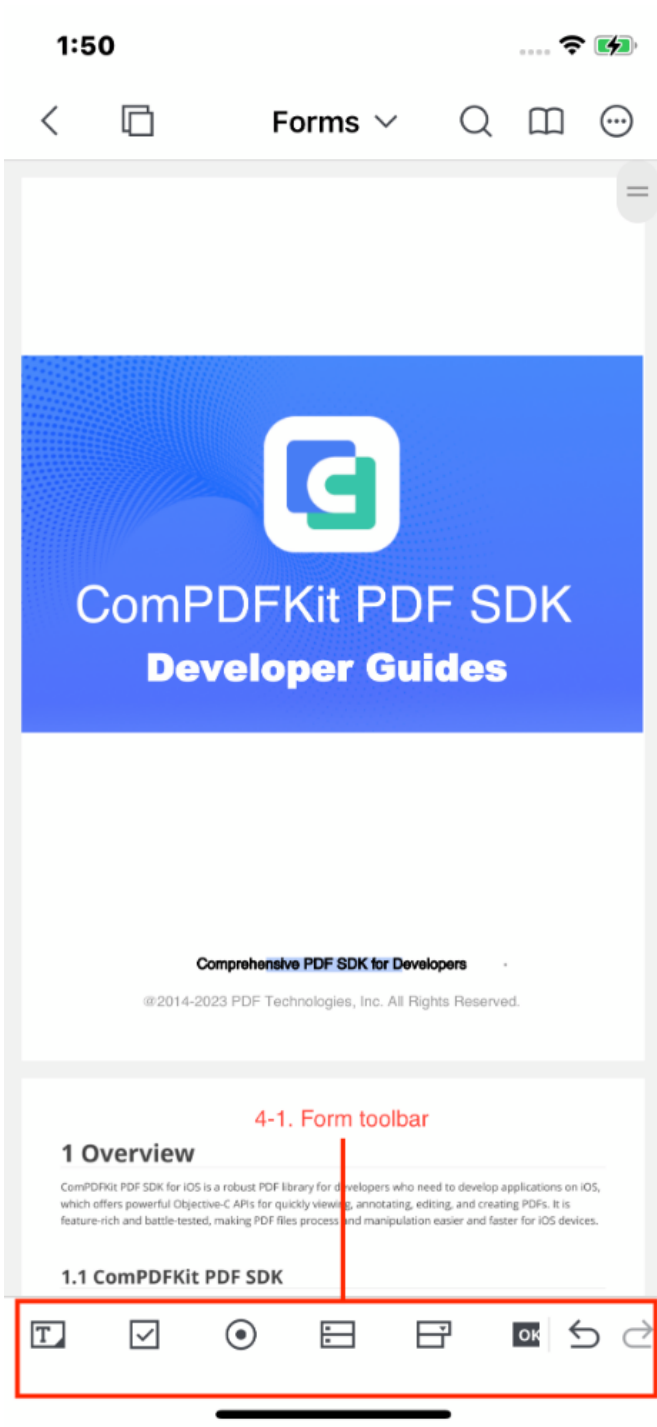 1:50
Forms
ComPDFKit PDF SDK
Developer Guides
Comprehensive PDF SDK for Developers
@2014-2023 PDF Technologies, Inc. All Rights Reserved.
4-1. Form toolbar
1 Overview
ComPDFKit PDF SDK for iOS is a robust PDF library for developers who need to develop applications on iOS,
which offers powerful Objective-C APIs for quickly viewing, annotating, editing, and creating PDFs. It is
feature-rich and battle-tested, making PDF files process and manipulation easier and faster for iOS devices.
1.1 ComPDFKit PDF SDK
T
OK